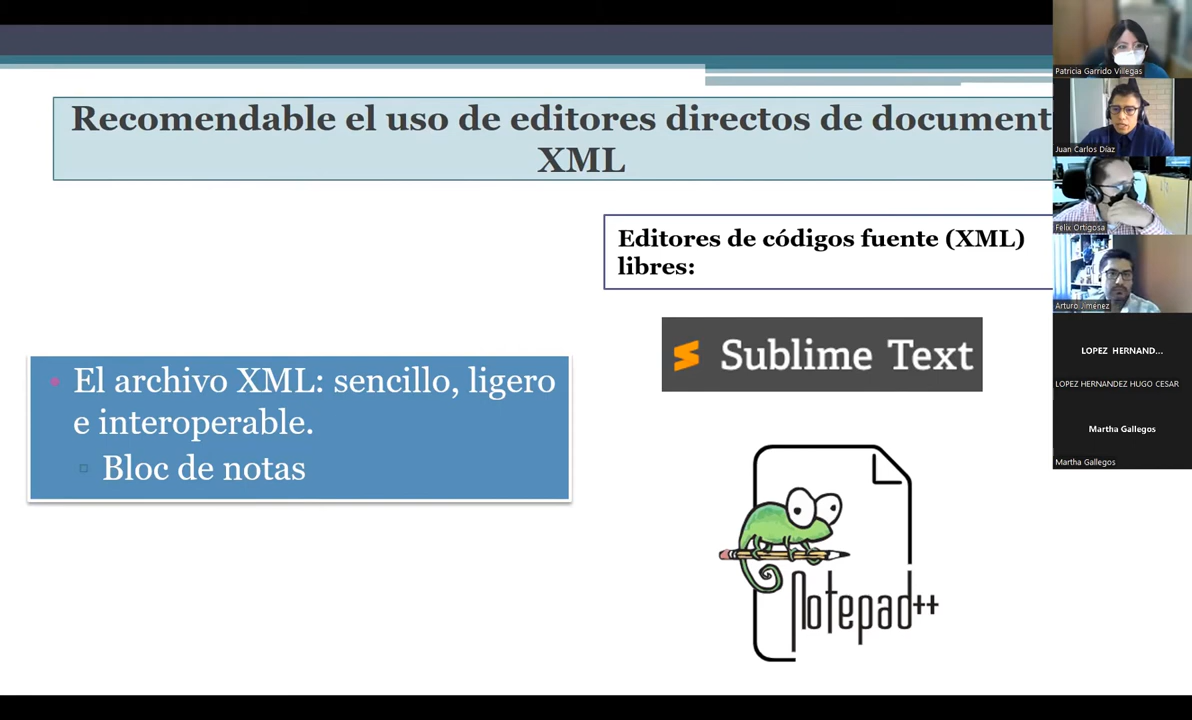 Recomendable el uso de editores directos de document
XML
Editores de códigos fuente (XML)
libres:
Sublime Text
• El archivo XML: sencillo, ligero
e interoperable.
Bloc de notas
Notepad++
Patricia Garrido Villegas
Juan Carlos Díaz
Felix Ortigosa
Arturo Jiménez
LOPEZ HERNAND...
LOPEZ HERNANDEZ HUGO CESAR
Martha Gallegos
Martha Gallegos